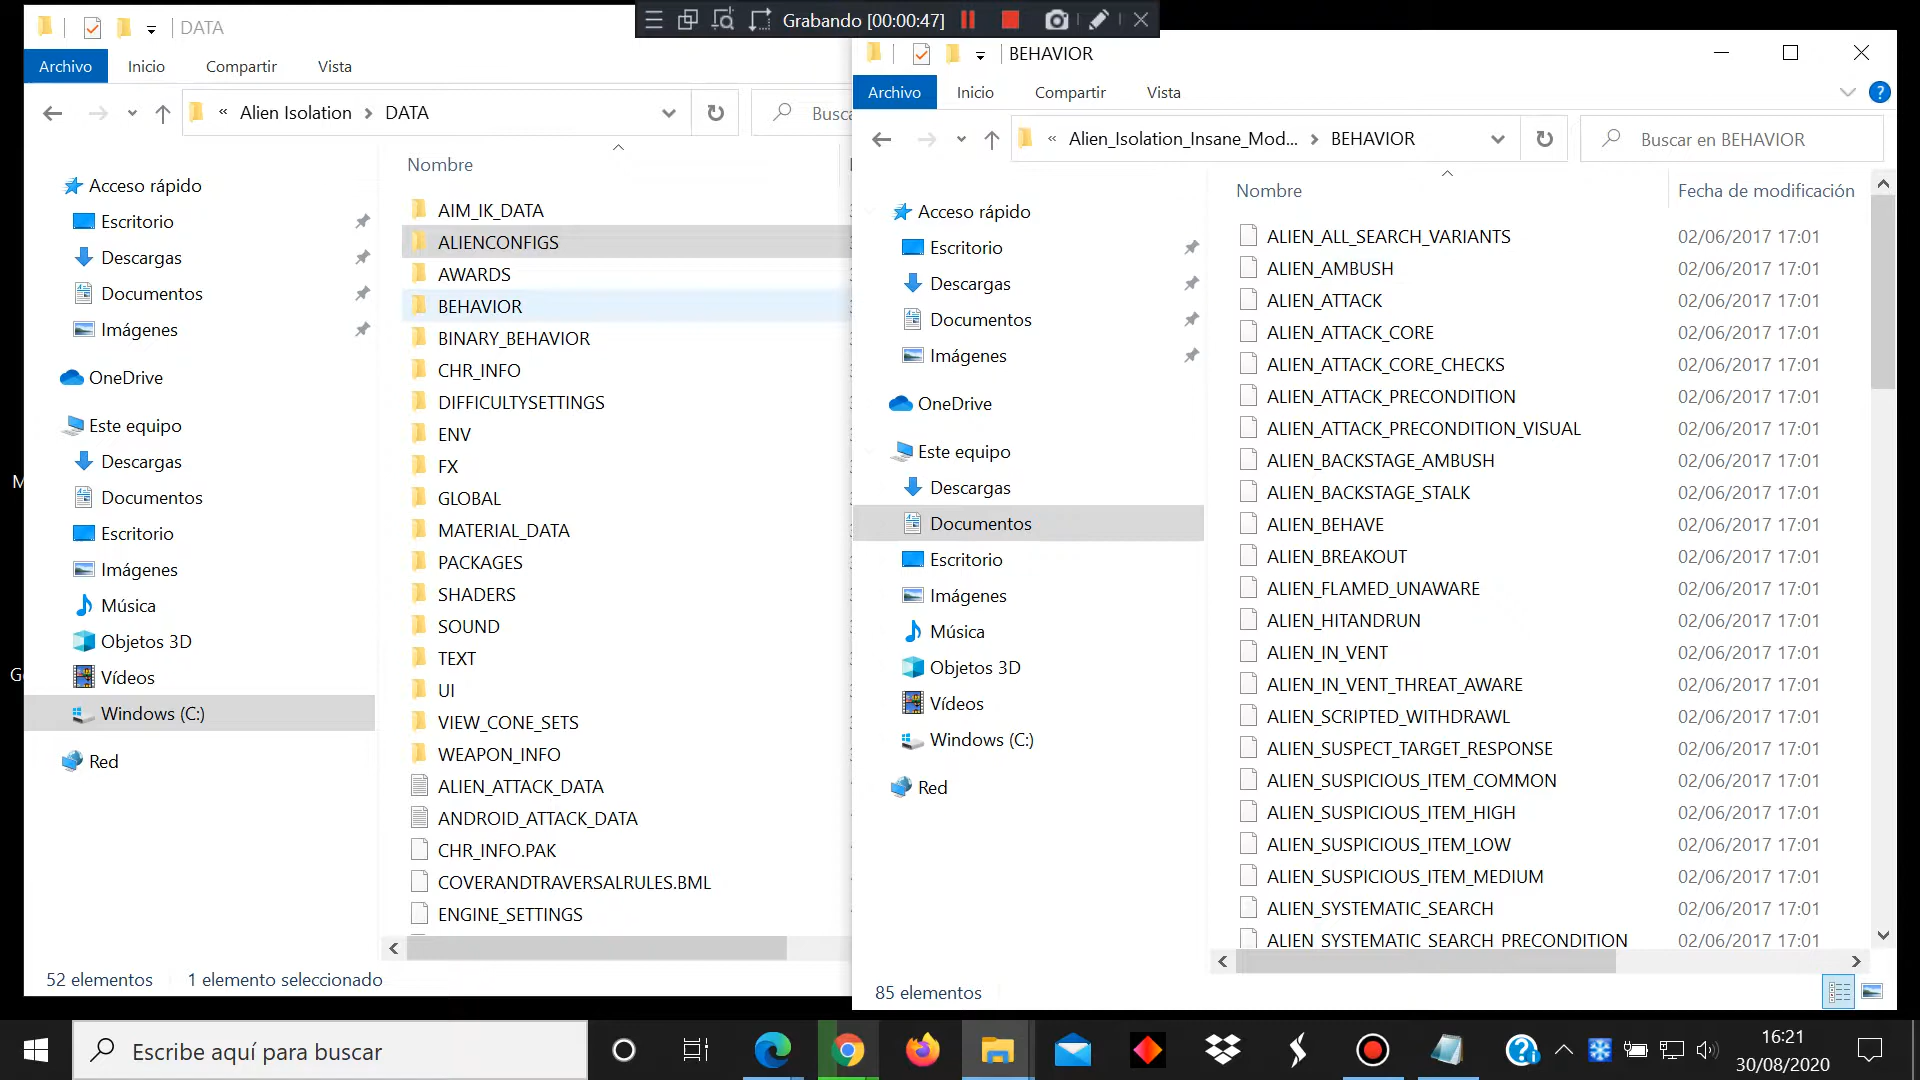 Grabando [00:00:47]
DATA
Archivo
Inicio
Compartir
Vista
« Alien Isolation > DATA
Nombre
Acceso rápido
Escritorio
Descargas
Documentos
Imágenes
OneDrive
Este equipo
Descargas
Documentos
Escritorio
Imágenes
Música
Objetos 3D
Vídeos
Windows (C:)
Red
AIM_IK_DATA
ALIENCONFIGS
AWARDS
BEHAVIOR
BINARY_BEHAVIOR
CHR_INFO
DIFFICULTYSETTINGS
ENV
FX
GLOBAL
MATERIAL_DATA
PACKAGES
SHADERS
SOUND
TEXT
UI
VIEW_CONE_SETS
WEAPON_INFO
ALIEN_ATTACK_DATA
ANDROID_ATTACK_DATA
CHR_INFO.PAK
COVERANDTRAVERSALRULES.BML
ENGINE_SETTINGS
52 elementos
1 elemento seleccionado
BEHAVIOR
Archivo
Inicio
Compartir
Vista
« Alien_Isolation_Insane_Mod... > BEHAVIOR
Buscar en BEHAVIOR
Nombre
Fecha de modificación
Acceso rápido
Escritorio
Descargas
Documentos
Imágenes
OneDrive
Este equipo
Descargas
Documentos
Escritorio
Imágenes
Música
Objetos 3D
Vídeos
Windows (C:)
Red
ALIEN_ALL_SEARCH_VARIANTS 02/06/2017 17:01
ALIEN_AMBUSH 02/06/2017 17:01
ALIEN_ATTACK 02/06/2017 17:01
ALIEN_ATTACK_CORE 02/06/2017 17:01
ALIEN_ATTACK_CORE_CHECKS 02/06/2017 17:01
ALIEN_ATTACK_PRECONDITION 02/06/2017 17:01
ALIEN_ATTACK_PRECONDITION_VISUAL 02/06/2017 17:01
ALIEN_BACKSTAGE_AMBUSH 02/06/2017 17:01
ALIEN_BACKSTAGE_STALK 02/06/2017 17:01
ALIEN_BEHAVE 02/06/2017 17:01
ALIEN_BREAKOUT 02/06/2017 17:01
ALIEN_FLAMED_UNAWARE 02/06/2017 17:01
ALIEN_HITANDRUN 02/06/2017 17:01
ALIEN_IN_VENT 02/06/2017 17:01
ALIEN_IN_VENT_THREAT_AWARE 02/06/2017 17:01
ALIEN_SCRIPTED_WITHDRAWL 02/06/2017 17:01
ALIEN_SUSPECT_TARGET_RESPONSE 02/06/2017 17:01
ALIEN_SUSPICIOUS_ITEM_COMMON 02/06/2017 17:01
ALIEN_SUSPICIOUS_ITEM_HIGH 02/06/2017 17:01
ALIEN_SUSPICIOUS_ITEM_LOW 02/06/2017 17:01
ALIEN_SUSPICIOUS_ITEM_MEDIUM 02/06/2017 17:01
ALIEN_SYSTEMATIC_SEARCH 02/06/2017 17:01
ALIEN_SYSTEMATIC_SEARCH_PRECONDITION 02/06/2017 17:01
85 elementos
Escribe aquí para buscar
16:21
30/08/2020